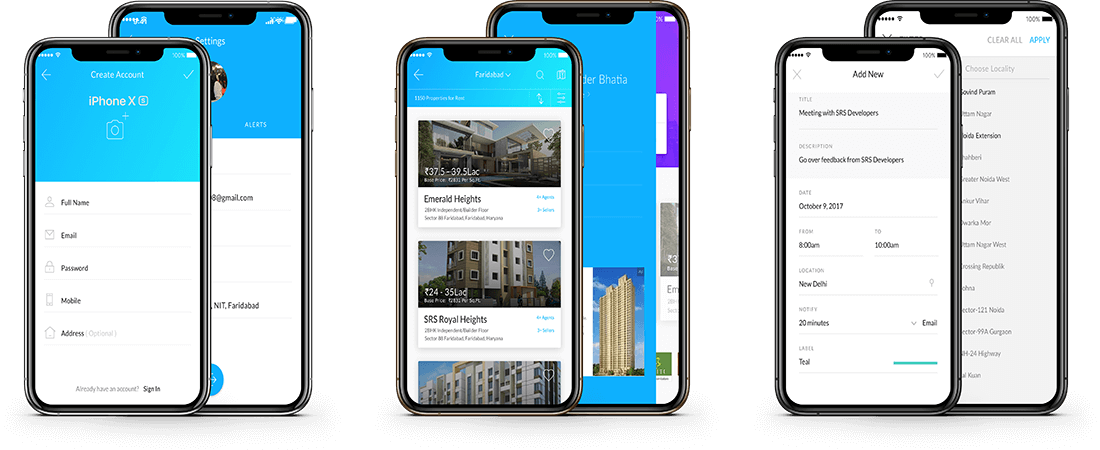 100%
Create Account
iPhone X S
Full Name
Email
Password
Mobile
Address (Optional)
Already have an account? Sign In
Settings
ALERTS
@gmail.com
, NIT, Faridabad
100%
Faridabad
1150 Properties for Rent
₹37.5 - 39.5Lac
Base Price: ₹2831 Per Sq.Ft.
Emerald Heights
2BHK Independent/Builder Floor
Sector 88 Faridabad, Faridabad, Haryana
4+ Agents
3+ Sellers
₹24 - 35Lac
Base Price: ₹2831 Per Sq.Ft.
SRS Royal Heights
2BHK Independent/Builder Floor
Sector 88 Faridabad, Faridabad, Haryana
4+ Agents
3+ Sellers
100%
der Bhatia
Em
100%
Add New
TITLE
Meeting with SRS Developers
DESCRIPTION
Go over feedback from SRS Developers
DATE
October 9, 2017
FROM
TO
8:00am
10:00am
LOCATION
New Delhi
NOTIFY
20 minutes
Email
LABEL
Teal
100%
CLEAR ALL
APPLY
Choose Locality
Govind Puram
Uttam Nagar
Noida Extension
Shahberi
Greater Noida West
Ankur Vihar
Dwarka Mor
Uttam Nagar West
Crossing Republik
Sohna
Sector-121 Noida
Sector-99A Gurgaon
NH-24 Highway
Lal Kuan